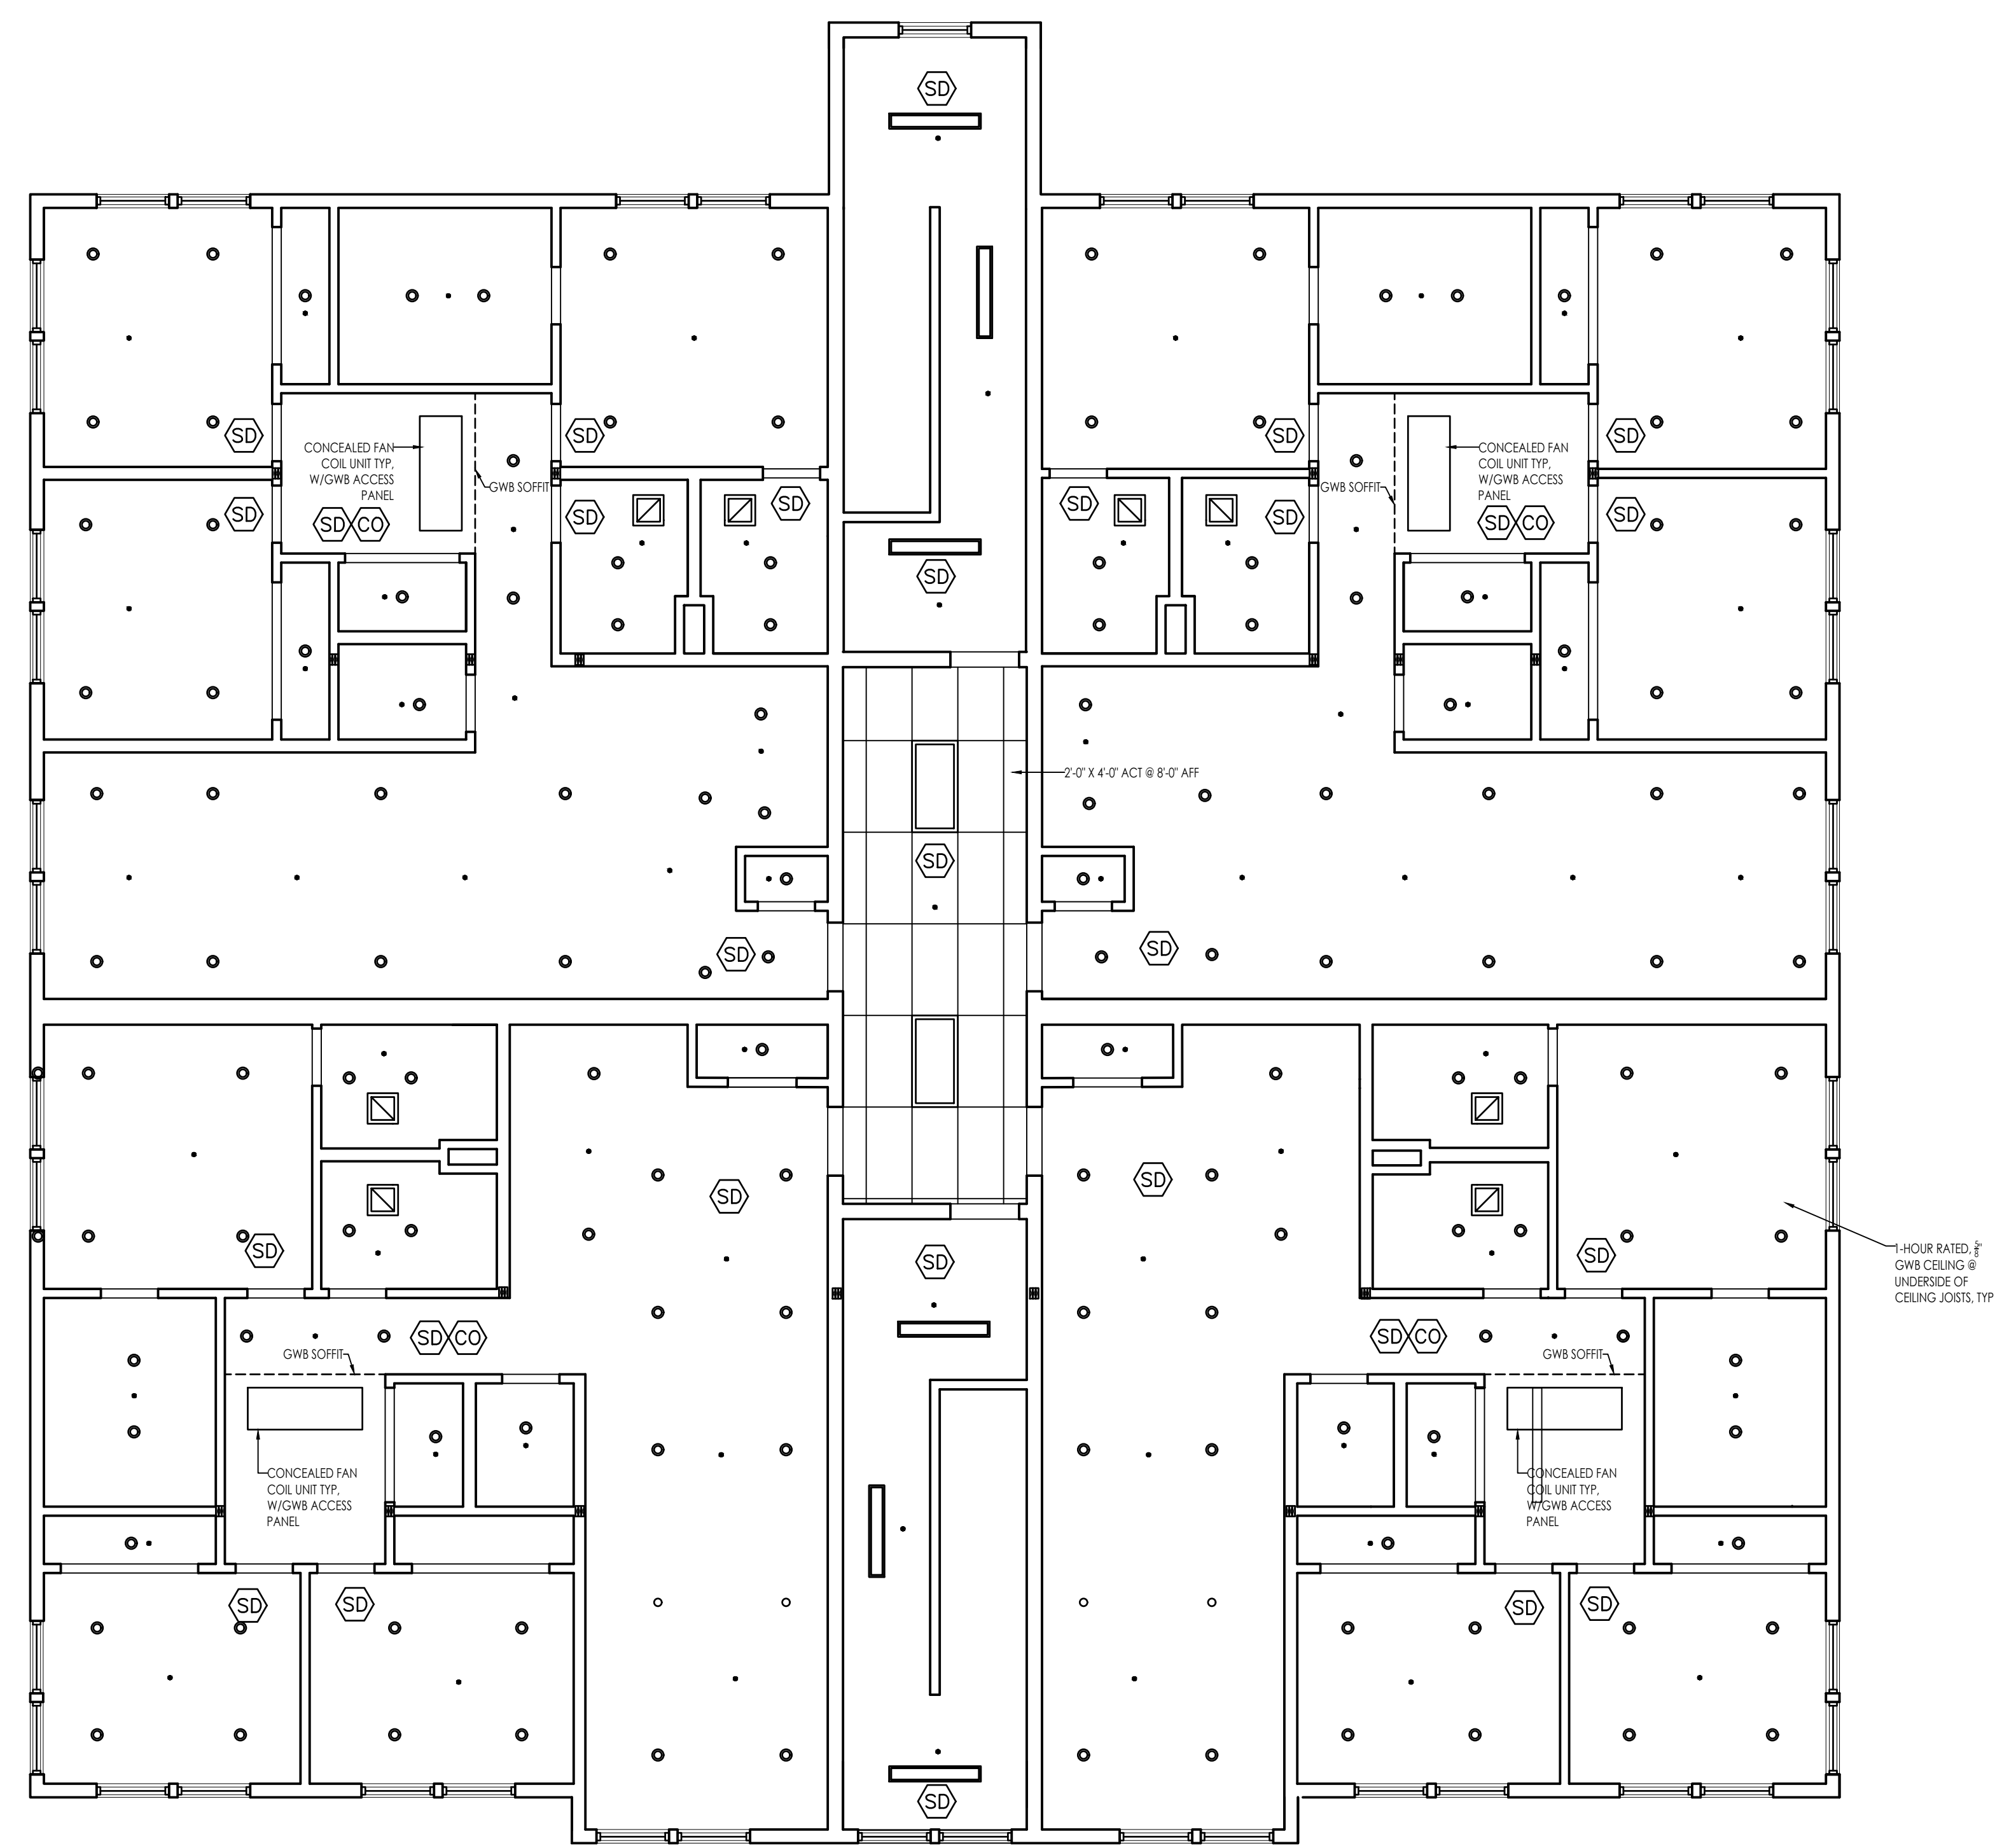 SD
CONCEALED FAN
COIL UNIT TYP,
W/GWB ACCESS
PANEL
SD
SD
SD
SD
CONCEALED FAN
COIL UNIT TYP,
W/GWB ACCESS
PANEL
GWB SOFFIT
GWB SOFFIT
SD
SD CO
SD
SD
SD
SD
SD CO
SD
SD
2'-0" X 4'-0" ACT @ 8'-0" AFF
SD
SD
SD
SD
SD
SD
SD
SD
1-HOUR RATED, 5/8"
GWB CEILING @
UNDERSIDE OF
CEILING JOISTS, TYP
SD CO
SD CO
GWB SOFFIT
GWB SOFFIT
CONCEALED FAN
COIL UNIT TYP,
W/GWB ACCESS
PANEL
CONCEALED FAN
COIL UNIT TYP,
W/GWB ACCESS
PANEL
SD
SD
SD
SD
SD